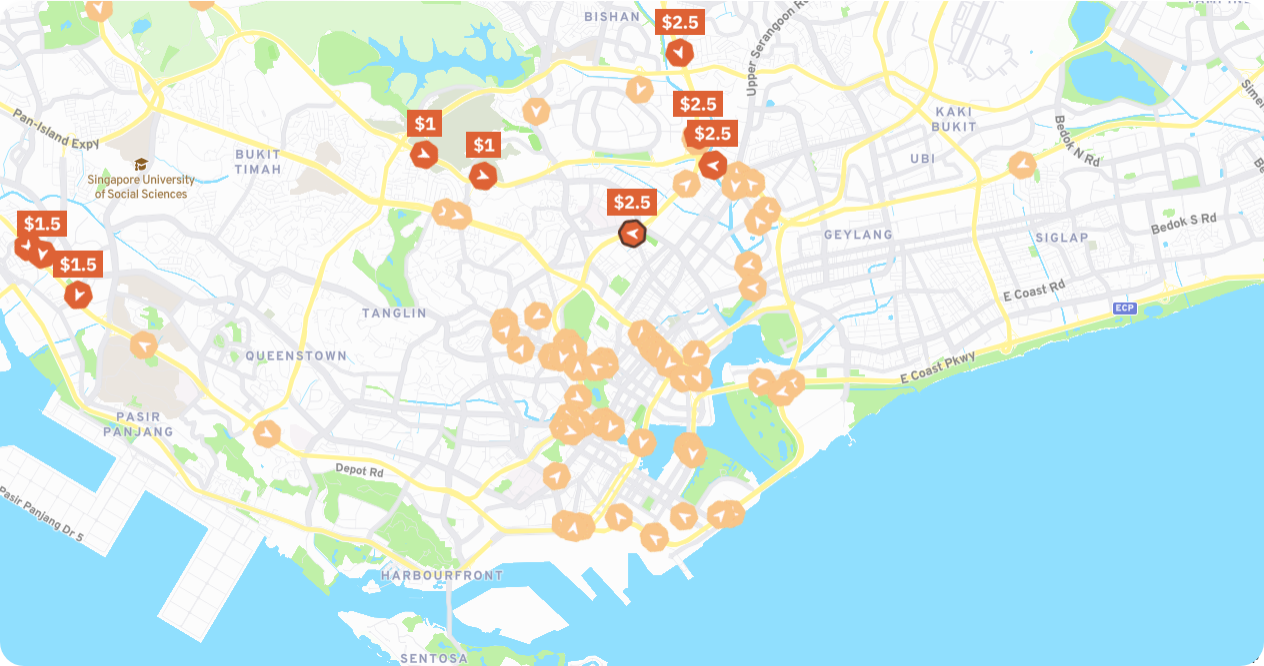 BISHAN
$2.5
Upper Serangoon Rd
$2.5
$2.5
KAKI
BUKIT
$1
$1
Pan-Island Expy
BUKIT
TIMAH
UBI
Bedok N Rd
Singapore University
of Social Sciences
$2.5
$1.5
$1.5
GEYLANG
SIGLAP
Bedok S Rd
E Coast Rd
ECP
TANGLIN
QUEENSTOWN
E Coast Pkwy
PASIR
PANJANG
Depot Rd
Pasir Panjang Dr 5
HARBOURFRONT
SENTOSA